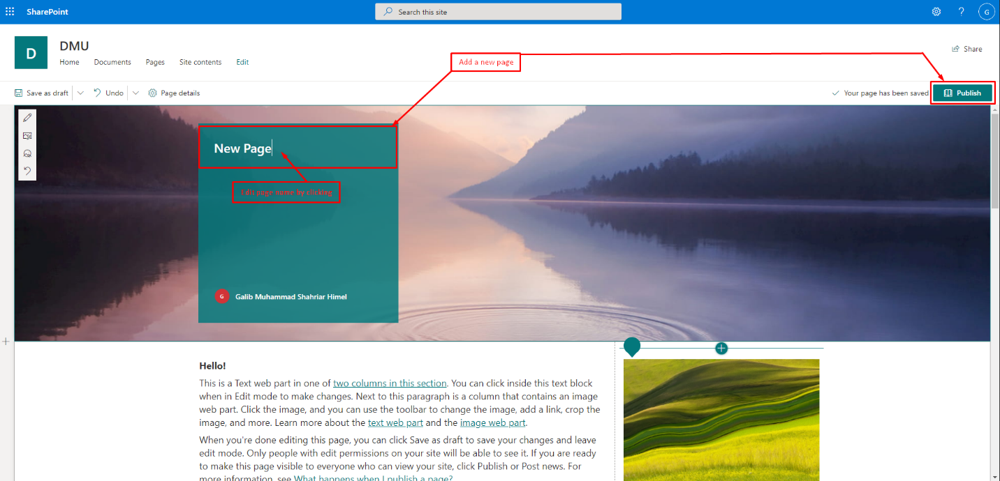 SharePoint
Search this site
G
D
DMU
Home Documents Pages Site contents Edit
Share
Add a new page
Save as draft Undo Page details
Your page has been saved
Publish
New Page
Edit page name by clicking
G Galib Muhammad Shahriar Himel
Hello!
This is a Text web part in one of two columns in this section. You can click inside this text block
when in Edit mode to make changes. Next to this paragraph is a column that contains an image
web part. Click the image, and you can use the toolbar to change the image, add a link, crop the
image, and more. Learn more about the text web part and the image web part.
When you're done editing this page, you can click Save as draft to save your changes and leave
edit mode. Only people with edit permissions on your site will be able to see it. If you are ready
to make this page visible to everyone who can view your site, click Publish or Post news. For
more information, see What happens when I publish a page?